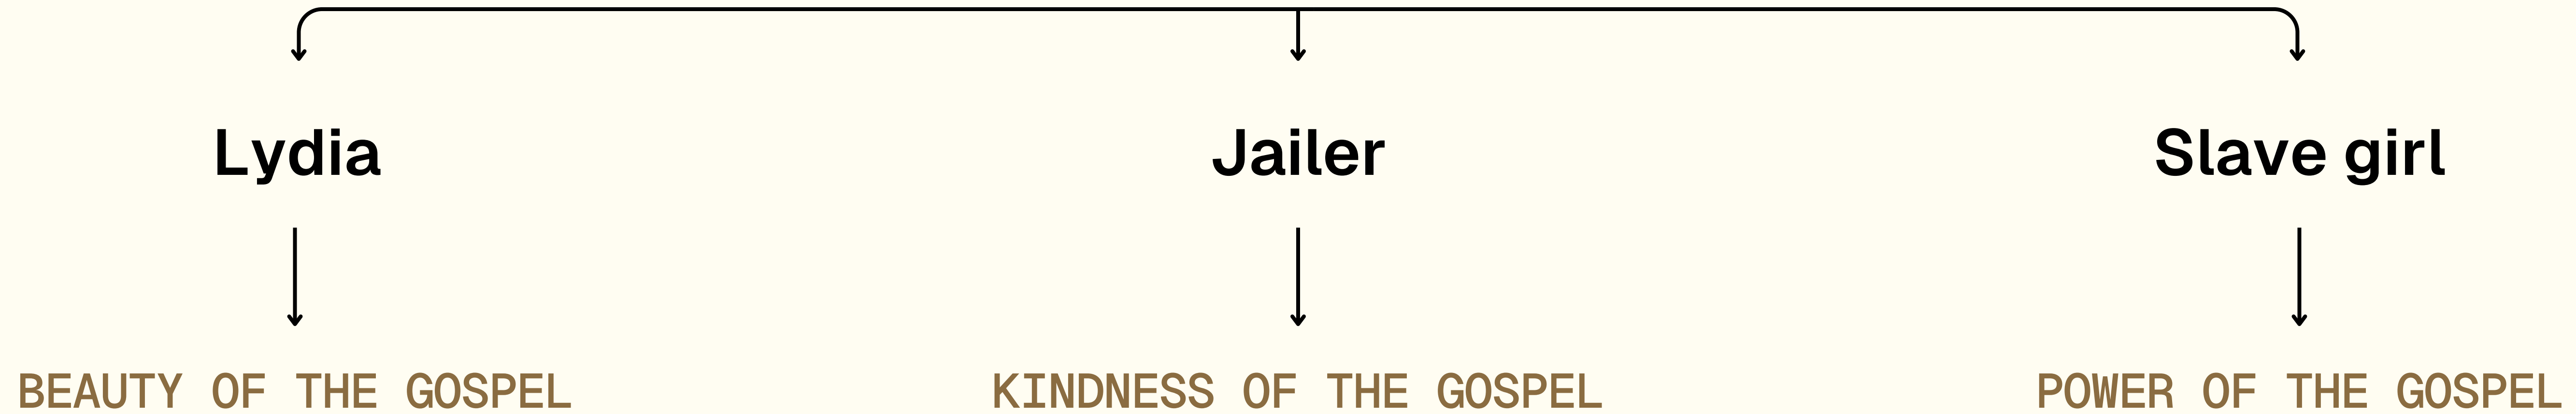 Lydia
Jailer
Slave girl
BEAUTY OF THE GOSPEL
KINDNESS OF THE GOSPEL
POWER OF THE GOSPEL